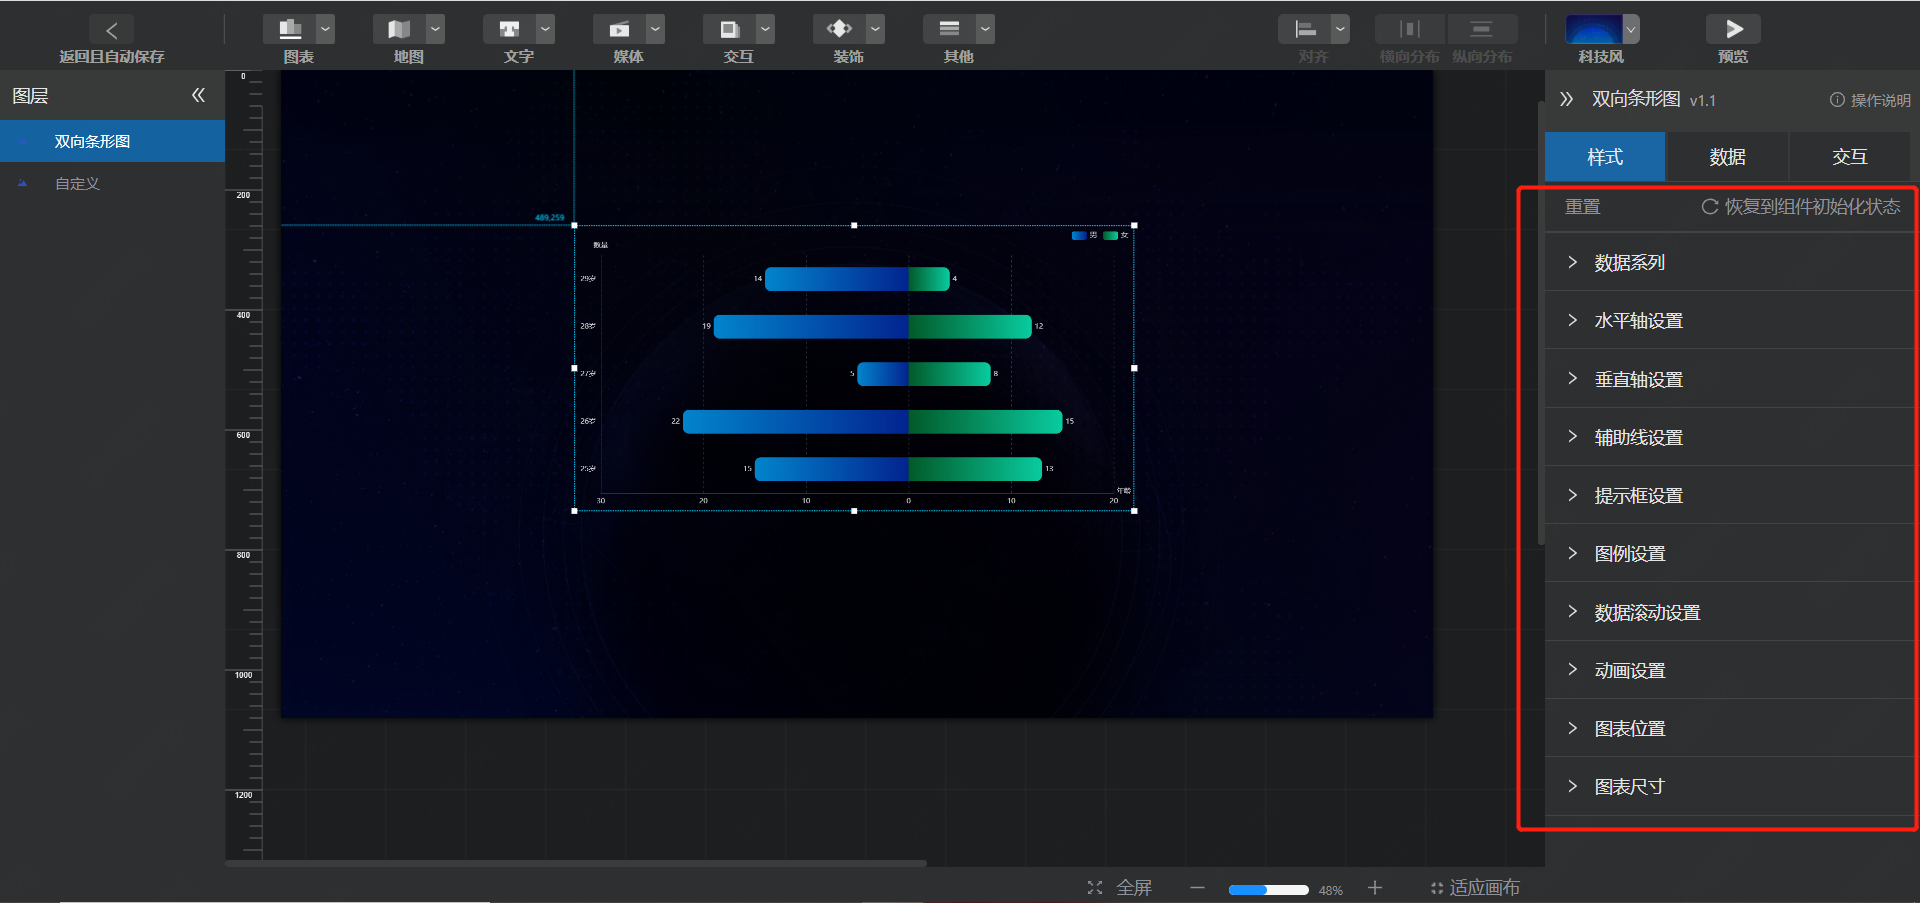 返回且自动保存
图表
地图
文字
媒体
交互
装饰
其他
对齐
横向分布
纵向分布
科技风
预览
图层
双向条形图
自定义
0
200
400
600
800
1000
1200
489,259
数量
男 女
29岁 14 4
28岁 19 12
27岁 5 8
26岁 22 15
25岁 15 13
年龄
30 20 10 0 10 20
双向条形图 v1.1 操作说明
样式 数据 交互
重置 恢复到组件初始化状态
数据系列
水平轴设置
垂直轴设置
辅助线设置
提示框设置
图例设置
数据滚动设置
动画设置
图表位置
图表尺寸
全屏 48% 适应画布